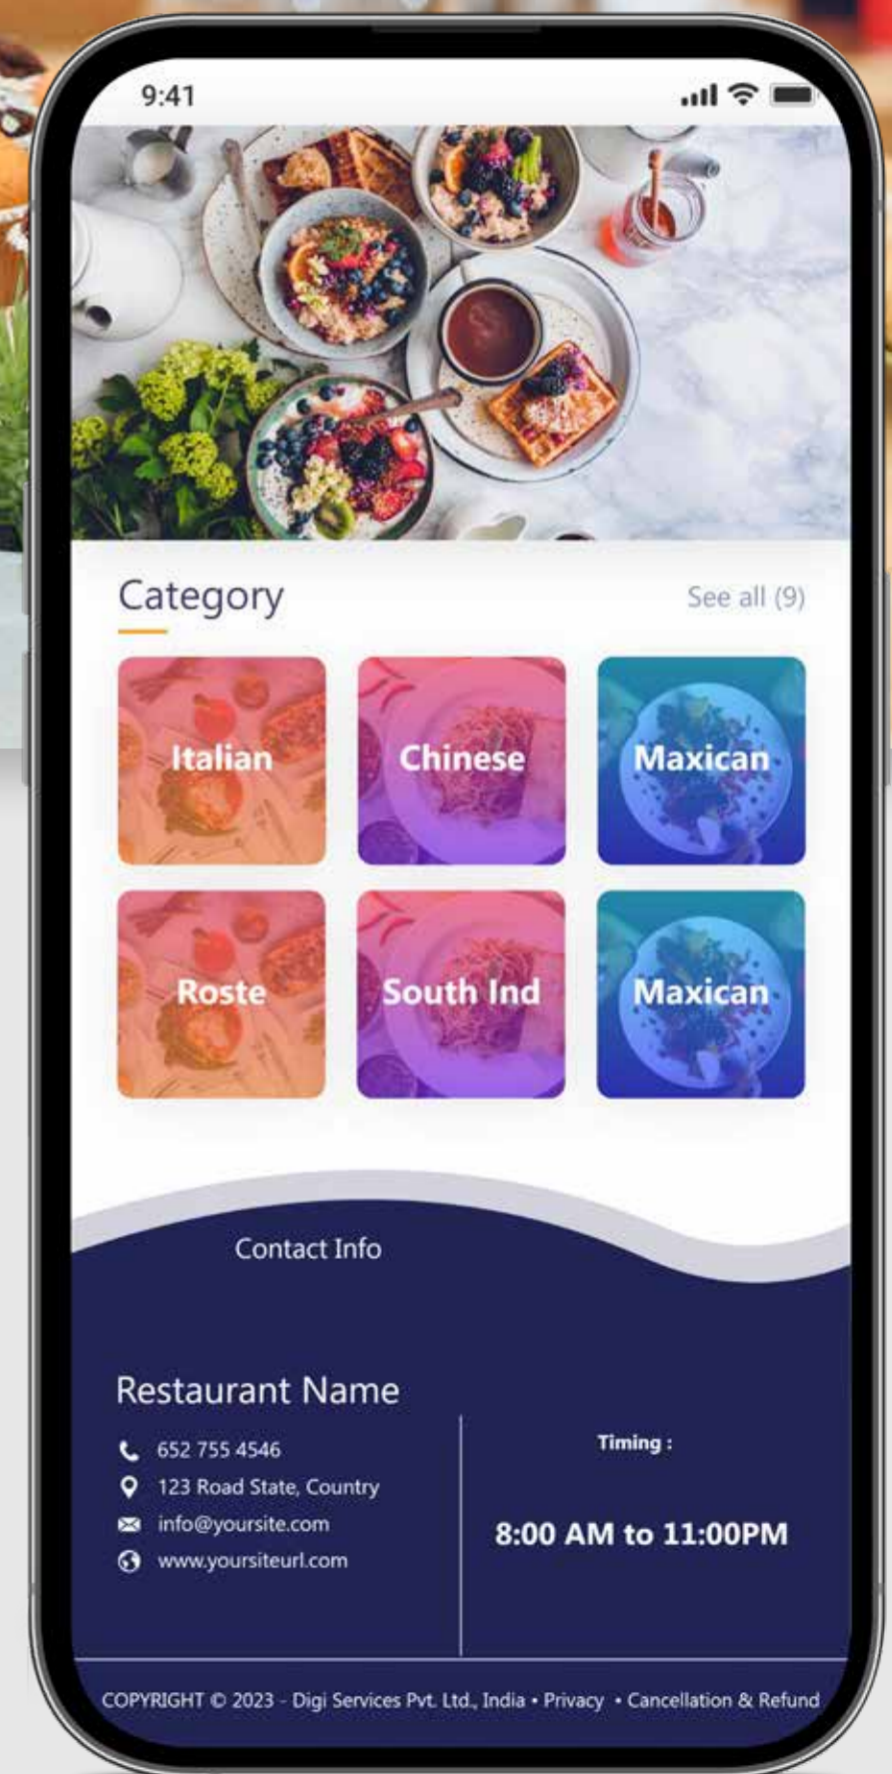 9:41
Category
See all (9)
Italian
Chinese
Maxican
Roste
South Ind
Maxican
Contact Info
Restaurant Name
652 755 4546
123 Road State, Country
info@yoursite.com
www.yoursiteurl.com
Timing :
8:00 AM to 11:00PM
COPYRIGHT © 2023 - Digi Services Pvt. Ltd., India • Privacy • Cancellation & Refund